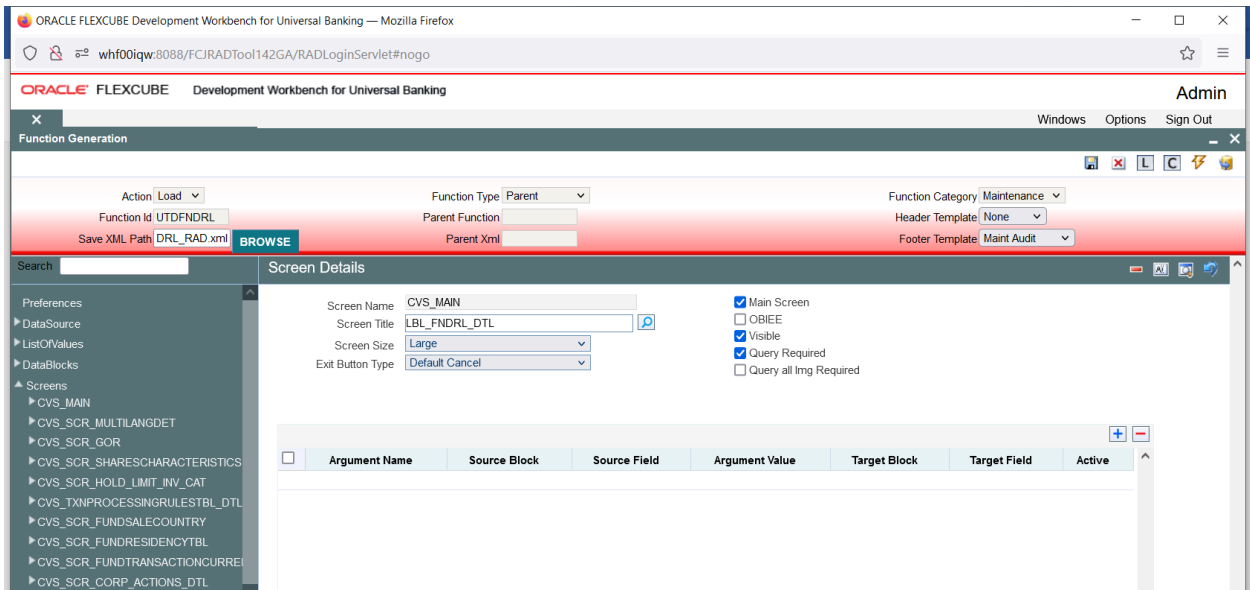 ORACLE FLEXCUBE Development Workbench for Universal Banking — Mozilla Firefox
whf00iqw:8088/FCJRADTool142GA/RADLoginServlet#nogo
ORACLE FLEXCUBE Development Workbench for Universal Banking
Admin
Windows Options Sign Out
Function Generation
L C
Action Load Function Type Parent Function Category Maintenance
Function Id UTDFNDRL Parent Function Header Template None
Save XML Path DRL_RAD.xml BROWSE Parent Xml Footer Template Maint Audit
Search Screen Details
Preferences
DataSource
ListOfValues
DataBlocks
Screens
CVS_MAIN
CVS_SCR_MULTILANGDET
CVS_SCR_GOR
CVS_SCR_SHARESCHARACTERISTICS
CVS_SCR_HOLD_LIMIT_INV_CAT
CVS_TXNPROCESSINGRULESTBL_DTL
CVS_SCR_FUNDSALECOUNTRY
CVS_SCR_FUNDRESIDENCYTBL
CVS_SCR_FUNDTRANSACTIONCURREI
CVS_SCR_CORP_ACTIONS_DTL
Screen Name CVS_MAIN
Screen Title LBL_FNDRL_DTL
Screen Size Large
Exit Button Type Default Cancel
Main Screen
OBIEE
Visible
Query Required
Query all Img Required
Argument Name Source Block Source Field Argument Value Target Block Target Field Active